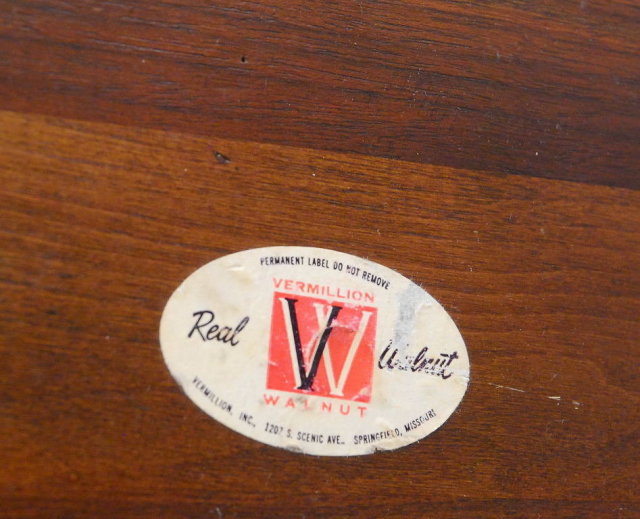 PERMANENT LABEL DO NOT REMOVE
VERMILLION
Real VW Walnut
WALNUT
VERMILLION, INC., 1207 S. SCENIC AVE., SPRINGFIELD, MISSOURI